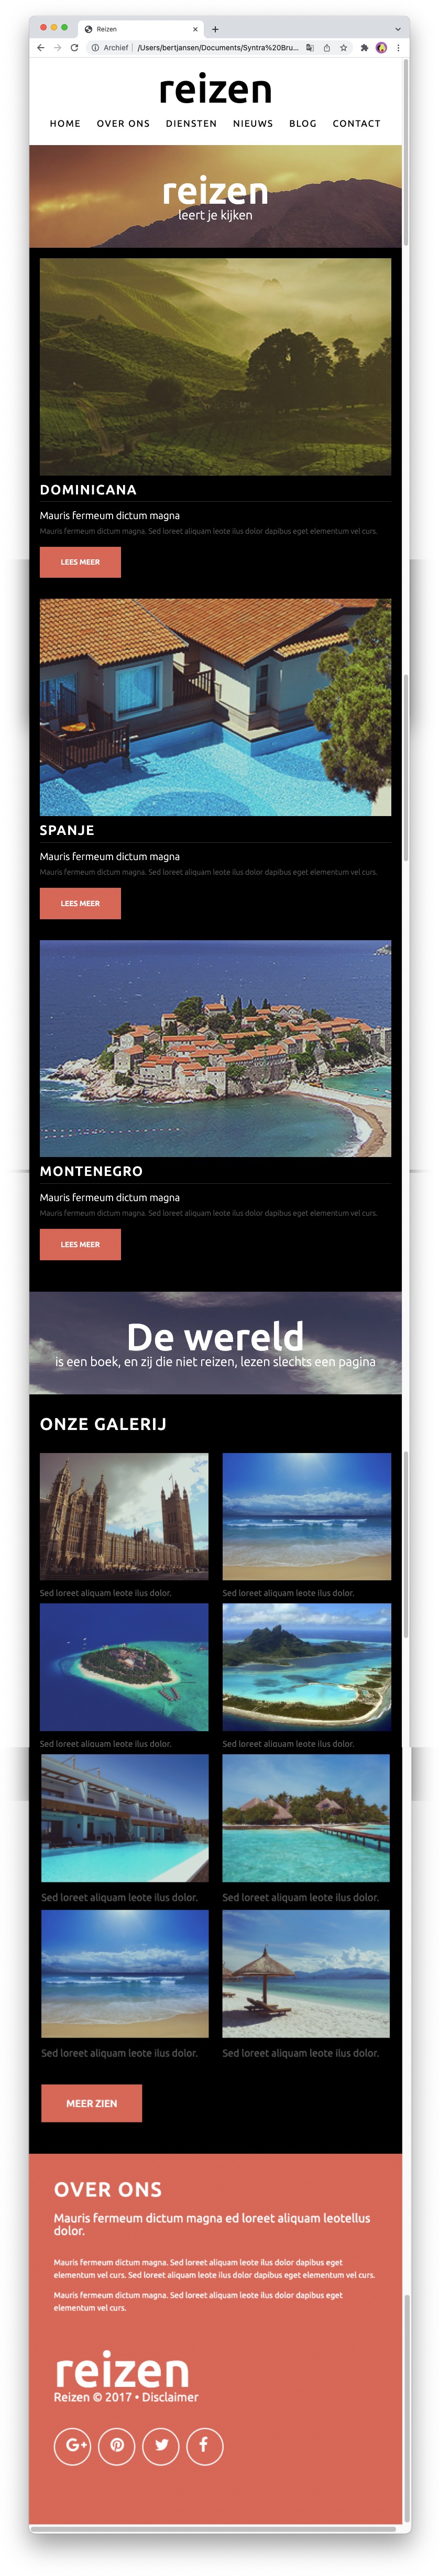 Reizen
Archief | /Users/bertjansen/Documents/Syntra%20Bru...
reizen
HOME OVER ONS DIENSTEN NIEUWS BLOG CONTACT
reizen
leert je kijken
DOMINICANA
Mauris fermeum dictum magna
Mauris fermeum dictum magna. Sed loreet aliquam leote ilus dolor dapibus eget elementum vel curs.
LEES MEER
SPANJE
Mauris fermeum dictum magna
Mauris fermeum dictum magna. Sed loreet aliquam leote ilus dolor dapibus eget elementum vel curs.
LEES MEER
MONTENEGRO
Mauris fermeum dictum magna
Mauris fermeum dictum magna. Sed loreet aliquam leote ilus dolor dapibus eget elementum vel curs.
LEES MEER
De wereld
is een boek, en zij die niet reizen, lezen slechts een pagina
ONZE GALERIJ
Sed loreet aliquam leote ilus dolor. Sed loreet aliquam leote ilus dolor.
Sed loreet aliquam leote ilus dolor. Sed loreet aliquam leote ilus dolor.
Sed loreet aliquam leote ilus dolor. Sed loreet aliquam leote ilus dolor.
Sed loreet aliquam leote ilus dolor. Sed loreet aliquam leote ilus dolor.
MEER ZIEN
OVER ONS
Mauris fermeum dictum magna ed loreet aliquam leotellus
dolor.
Mauris fermeum dictum magna. Sed loreet aliquam leote ilus dolor dapibus eget
elementum vel curs. Sed loreet aliquam leote ilus dolor dapibus eget elementum vel curs.
Mauris fermeum dictum magna. Sed loreet aliquam leote ilus dolor dapibus eget
elementum vel curs.
reizen
Reizen © 2017 • Disclaimer
G+